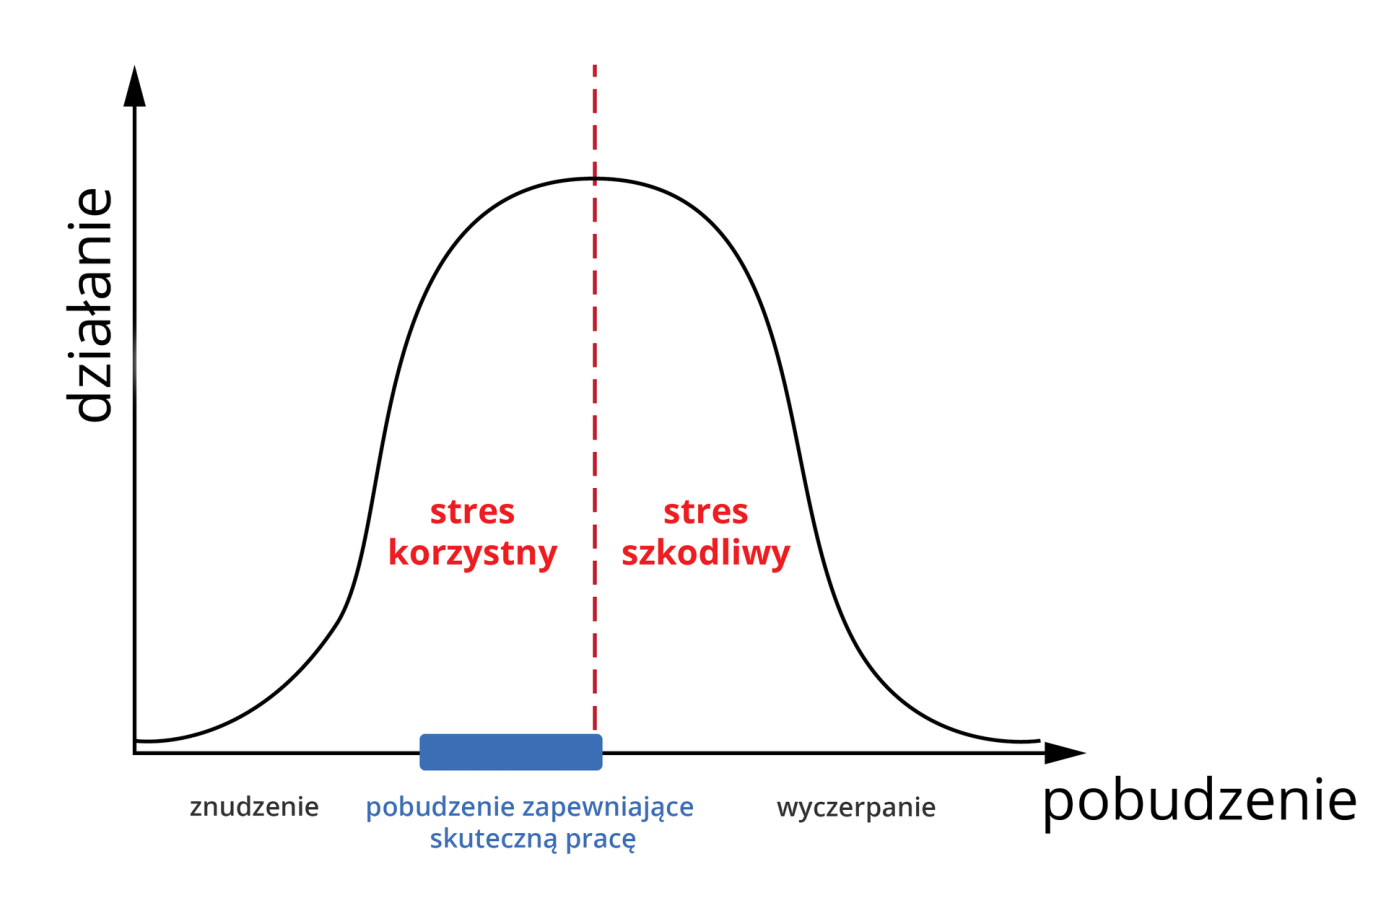 działanie
stres
korzystny
stres
szkodliwy
znudzenie
pobudzenie zapewniające
skuteczną pracę
wyczerpanie
pobudzenie